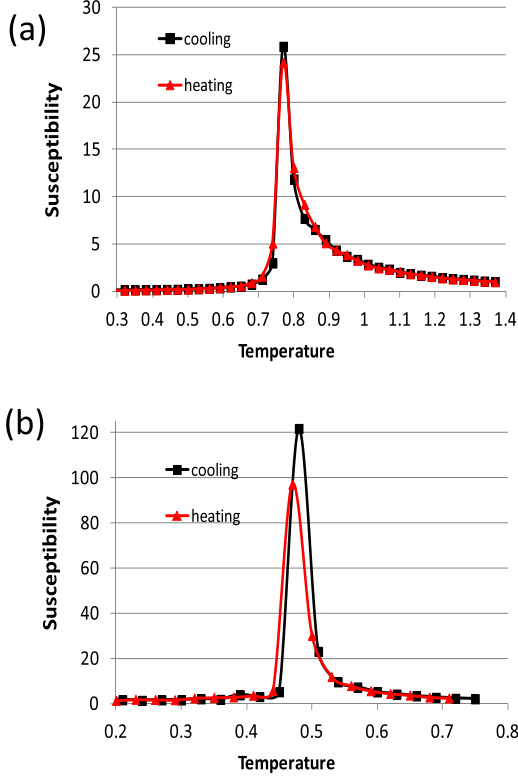 (a)
30
25
20
15
10
5
0
Susceptibility
cooling
heating
0.3 0.4 0.5 0.6 0.7 0.8 0.9 1 1.1 1.2 1.3 1.4
Temperature
(b)
120
100
80
60
40
20
0
Susceptibility
cooling
heating
0.2 0.3 0.4 0.5 0.6 0.7 0.8
Temperature